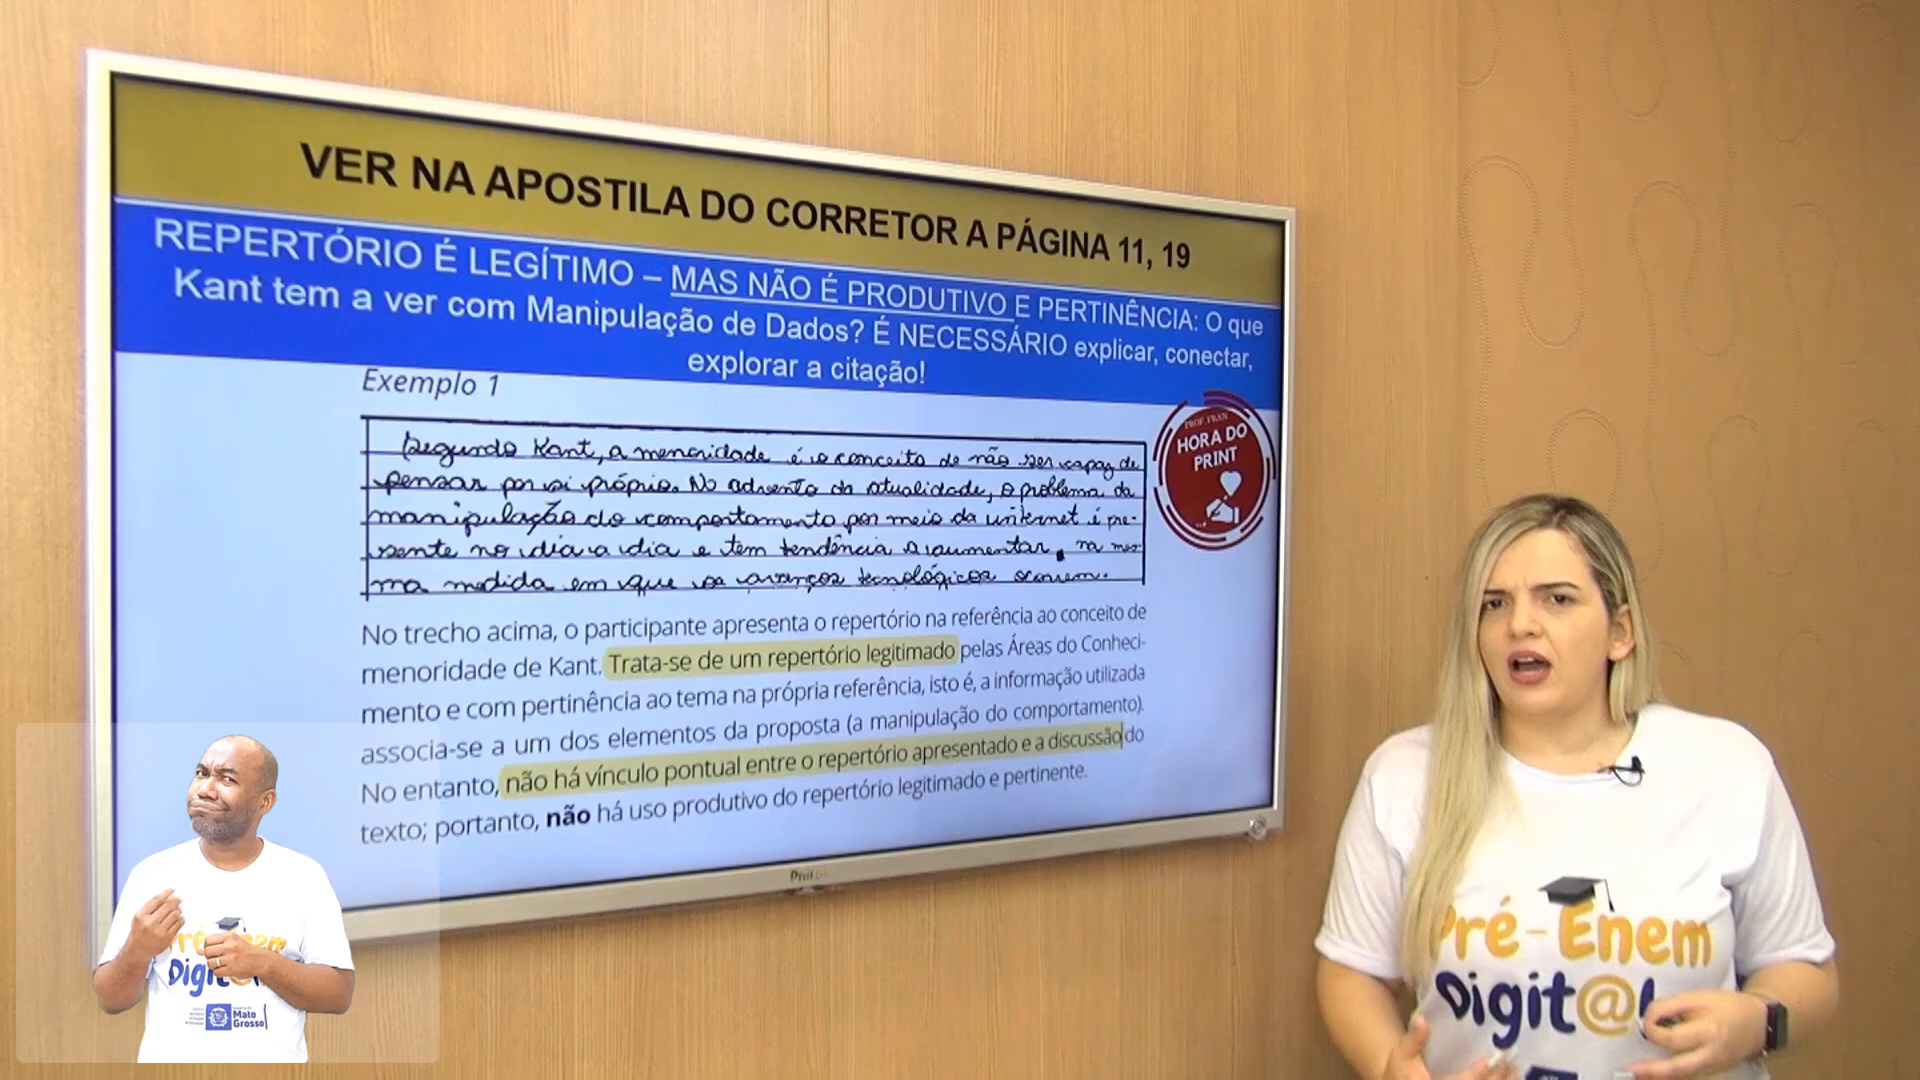 VER NA APOSTILA DO CORRETOR A PÁGINA 11, 19
REPERTÓRIO É LEGÍTIMO – MAS NÃO É PRODUTIVO E PERTINÊNCIA: O que
Kant tem a ver com Manipulação de Dados? É NECESSÁRIO explicar, conectar,
explorar a citação!
Exemplo 1
PROF. FRAN
HORA DO
PRINT
Segundo Kant, a menoridade é o conceito de não ser capaz de
pensar por si próprio. No advento da atualidade, o problema da
manipulação do comportamento por meio da internet é pre-
sente no dia a dia e tem tendência a aumentar, na mes-
ma medida em que os avanços tecnológicos ocorrem.
No trecho acima, o participante apresenta o repertório na referência ao conceito de
menoridade de Kant. Trata-se de um repertório legitimado pelas Áreas do Conheci-
mento e com pertinência ao tema na própria referência, isto é, a informação utilizada
associa-se a um dos elementos da proposta (a manipulação do comportamento).
No entanto, não há vínculo pontual entre o repertório apresentado e a discussão do
texto; portanto, não há uso produtivo do repertório legitimado e pertinente.
Pré-Enem
Digit@l
Mato
Grosso